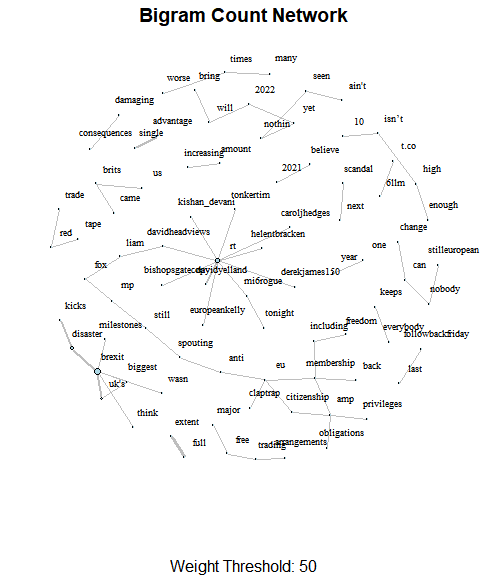 Bigram Count Network
times many
worse bring seen
2022 ain't
damaging
will yet
advantage nothin 10 isn't
consequences single
amount t.co
increasing believe
brits us 2021 scandal high
6llm
trade came kishan_devani tonkertim
next enough
tape caroljhedges
red davidheadviews helentbracken change
liam rt one
stilleuropean
fox bishopsgatecop davidyelland year can
mp mi6rogue derekjames150 nobody
kicks europeankelly keeps
milestones still tonight freedom
disaster including everybody
followbackfriday
spouting
brexit anti membership
biggest eu back last
uk's wasn claptrap
citizenship amp
think major privileges
extent obligations
full free trading arrangements
Weight Threshold: 50